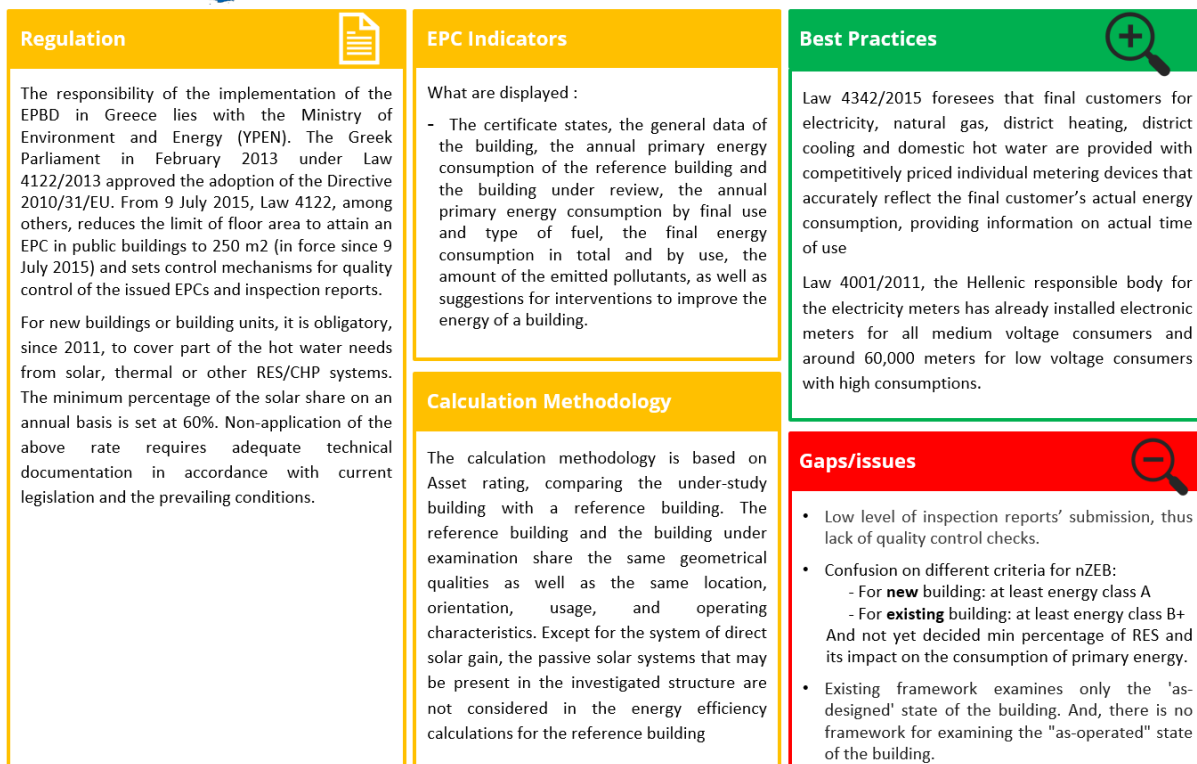 Regulation
The responsibility of the implementation of the
EPBD in Greece lies with the Ministry of
Environment and Energy (YPEN). The Greek
Parliament in February 2013 under Law
4122/2013 approved the adoption of the Directive
2010/31/EU. From 9 July 2015, Law 4122, among
others, reduces the limit of floor area to attain an
EPC in public buildings to 250 m2 (in force since 9
July 2015) and sets control mechanisms for quality
control of the issued EPCs and inspection reports.
For new buildings or building units, it is obligatory,
since 2011, to cover part of the hot water needs
from solar, thermal or other RES/CHP systems.
The minimum percentage of the solar share on an
annual basis is set at 60%. Non-application of the
above rate requires adequate technical
documentation in accordance with current
legislation and the prevailing conditions.
EPC Indicators
What are displayed :
- The certificate states, the general data of
the building, the annual primary energy
consumption of the reference building and
the building under review, the annual
primary energy consumption by final use
and type of fuel, the final energy
consumption in total and by use, the
amount of the emitted pollutants, as well as
suggestions for interventions to improve the
energy of a building.
Calculation Methodology
The calculation methodology is based on
Asset rating, comparing the under-study
building with a reference building. The
reference building and the building under
examination share the same geometrical
qualities as well as the same location,
orientation, usage, and operating
characteristics. Except for the system of direct
solar gain, the passive solar systems that may
be present in the investigated structure are
not considered in the energy efficiency
calculations for the reference building
Best Practices
Law 4342/2015 foresees that final customers for
electricity, natural gas, district heating, district
cooling and domestic hot water are provided with
competitively priced individual metering devices that
accurately reflect the final customer's actual energy
consumption, providing information on actual time
of use
Law 4001/2011, the Hellenic responsible body for
the electricity meters has already installed electronic
meters for all medium voltage consumers and
around 60,000 meters for low voltage consumers
with high consumptions.
Gaps/issues
• Low level of inspection reports' submission, thus
lack of quality control checks.
• Confusion on different criteria for nZEB:
- For new building: at least energy class A
- For existing building: at least energy class B+
And not yet decided min percentage of RES and
its impact on the consumption of primary energy.
• Existing framework examines only the 'as-
designed' state of the building. And, there is no
framework for examining the "as-operated" state
of the building.